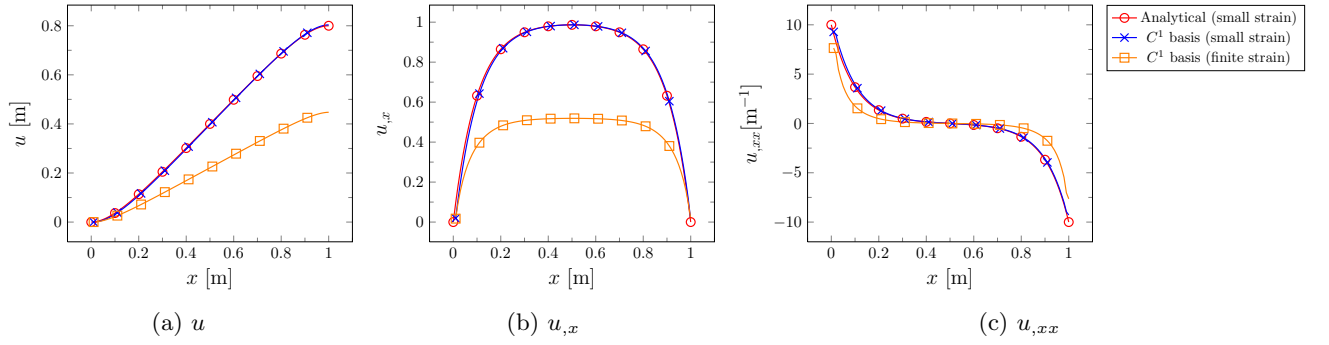 0
0.2
0.4
0.6
0.8
1
0
0.2
0.4
0.6
0.8
x [m]
u [m]
(a) u
0
0.2
0.4
0.6
0.8
1
0
0.2
0.4
0.6
0.8
1
x [m]
u,x
(b) u,x
0
0.2
0.4
0.6
0.8
1
−10
−5
0
5
10
x [m]
u,xx[m⁻¹]
(c) u,xx
Analytical (small strain)
C¹ basis (small strain)
C¹ basis (finite strain)